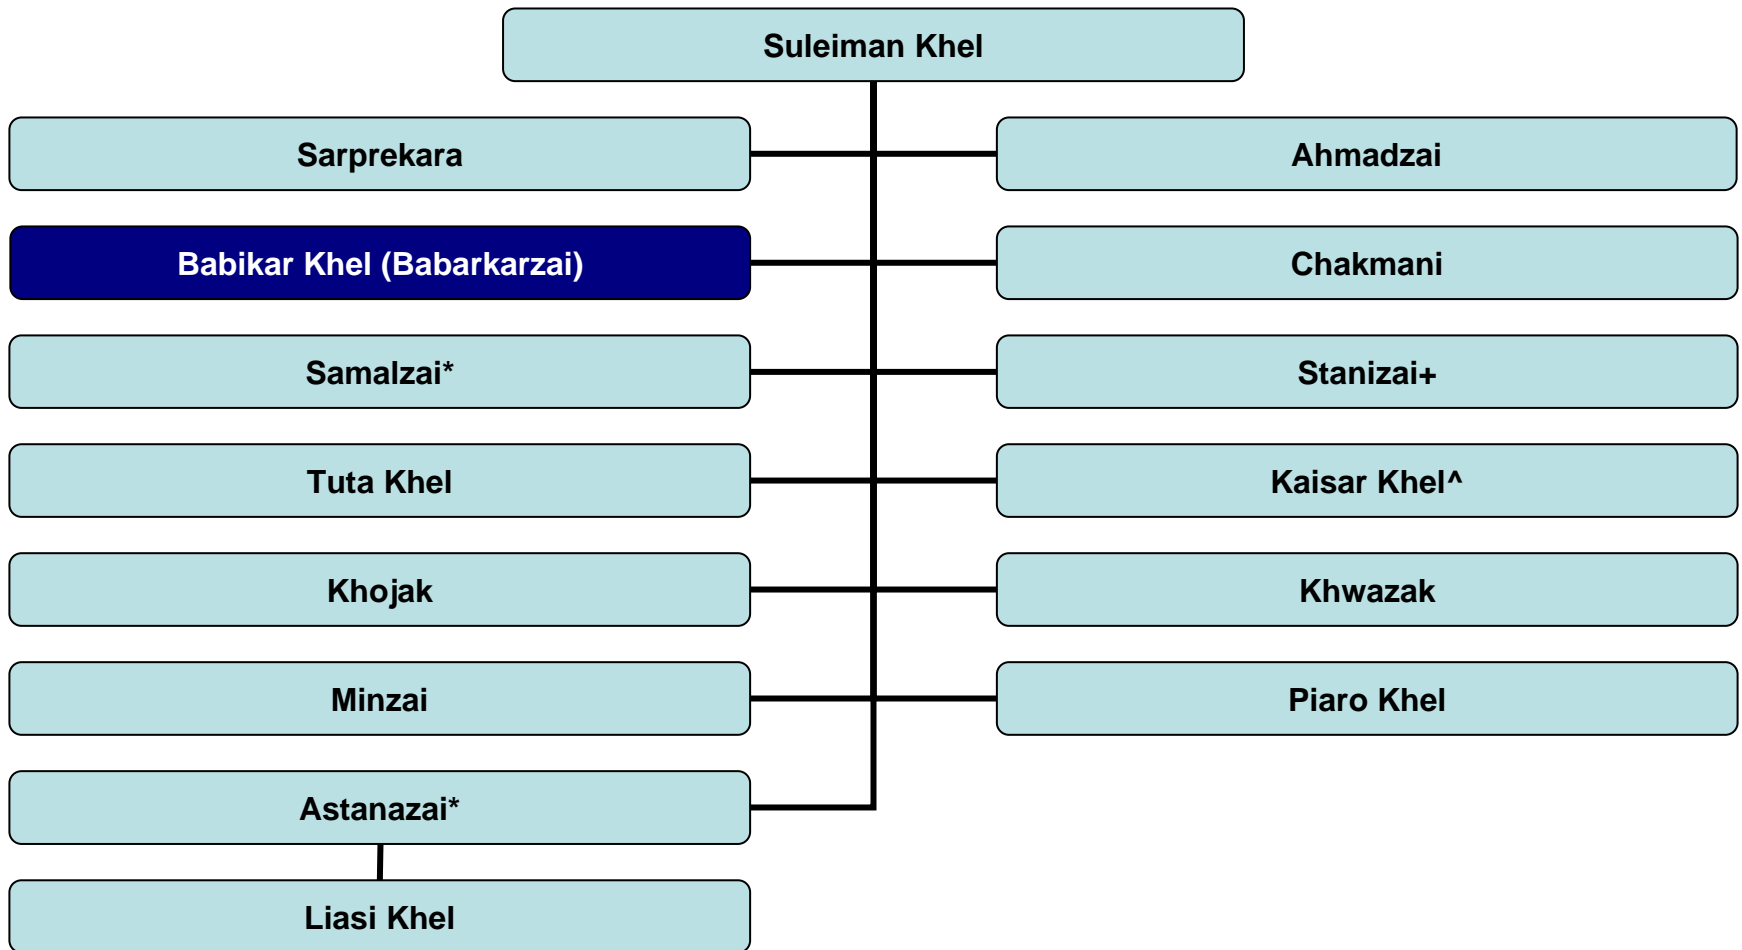 Suleiman Khel
Sarprekara
Ahmadzai
Babikar Khel (Babarkarzai)
Chakmani
Samalzai*
Stanizai+
Tuta Khel
Kaisar Khel^
Khojak
Khwazak
Minzai
Piaro Khel
Astanazai*
Liasi Khel